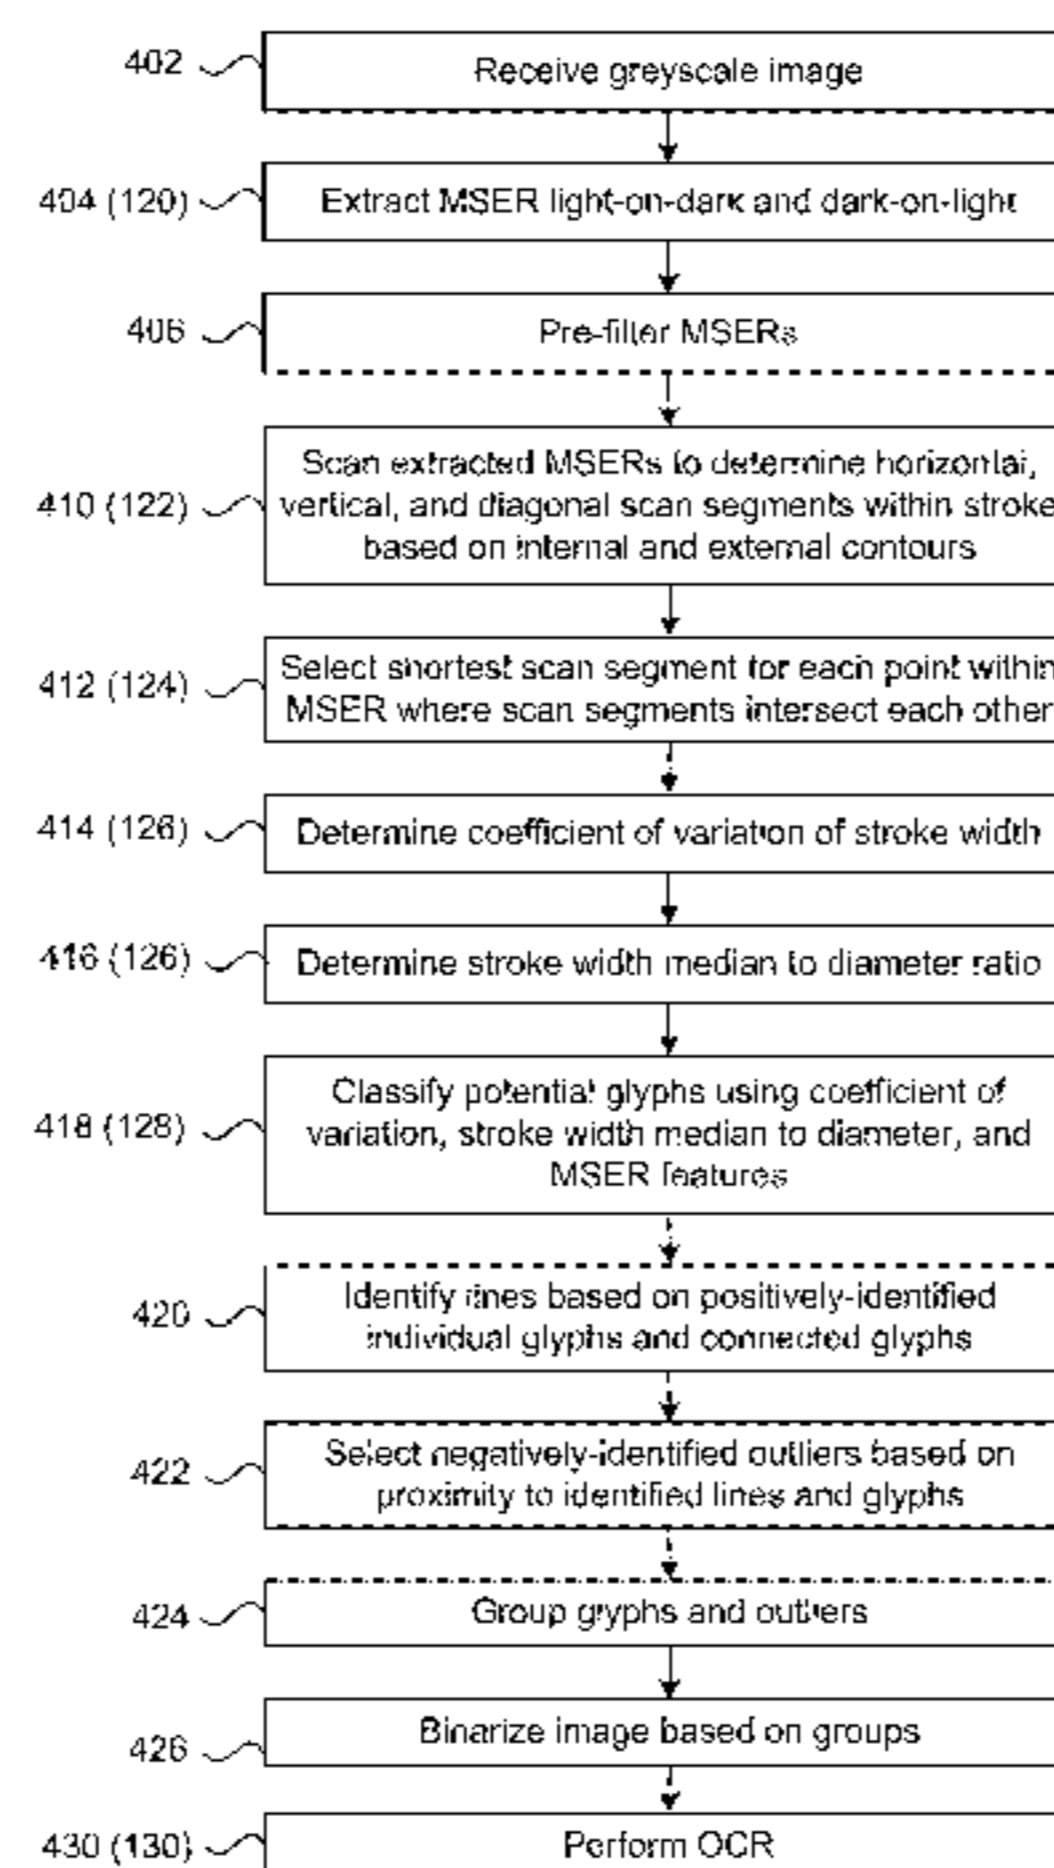 402
Receive greyscale image
404 (120)
Extract MSER light-on-dark and dark-on-light
406
Pre-filter MSERs
Scan extracted MSERs to determine horizontal,
410 (122)
vertical, and diagonal scan segments within stroke
based on internal and external contours
412 (124)
Select shortest scan segment for each point within
MSER where scan segments intersect each other
414 (126)
Determine coefficient of variation of stroke width
416 (126)
Determine stroke width median to diameter ratio
Classify potential glyphs using coefficient of
418 (128)
variation, stroke width median to diameter, and
MSER features
420
Identify lines based on positively-identified
individual glyphs and connected glyphs
422
Select negatively-identified outliers based on
proximity to identified lines and glyphs
424
Group glyphs and outliers
426
Binarize image based on groups
430 (130)
Perform OCR